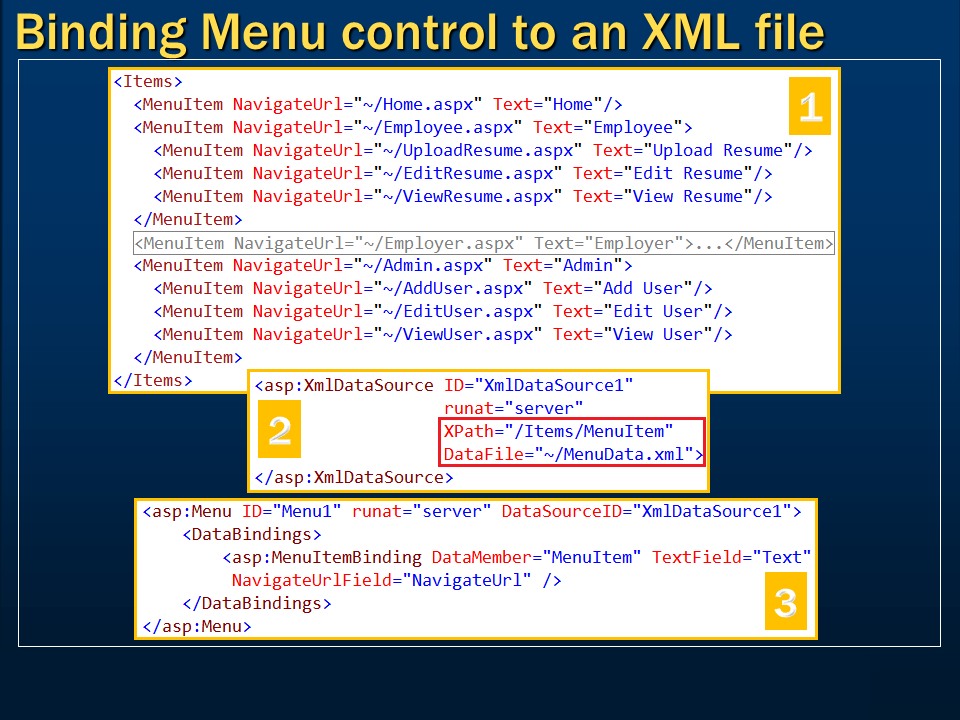 Binding Menu control to an XML file
<Items>
1
<MenuItem NavigateUrl="~/Home.aspx" Text="Home"/>
<MenuItem NavigateUrl="~/Employee.aspx" Text="Employee">
<MenuItem NavigateUrl="~/UploadResume.aspx" Text="Upload Resume"/>
<MenuItem NavigateUrl="~/EditResume.aspx" Text="Edit Resume"/>
<MenuItem NavigateUrl="~/ViewResume.aspx" Text="View Resume"/>
</MenuItem>
<MenuItem NavigateUrl="~/Employer.aspx" Text="Employer">...</MenuItem>
<MenuItem NavigateUrl="~/Admin.aspx" Text="Admin">
<MenuItem NavigateUrl="~/AddUser.aspx" Text="Add User"/>
<MenuItem NavigateUrl="~/EditUser.aspx" Text="Edit User"/>
<MenuItem NavigateUrl="~/ViewUser.aspx" Text="View User"/>
</MenuItem>
</Items>
<asp:XmlDataSource ID="XmlDataSource1"
runat="server"
2
XPath="/Items/MenuItem"
DataFile="~/MenuData.xml">
</asp:XmlDataSource>
<asp:Menu ID="Menu1" runat="server" DataSourceID="XmlDataSource1">
<DataBindings>
<asp:MenuItemBinding DataMember="MenuItem" TextField="Text"
NavigateUrlField="NavigateUrl" />
3
</DataBindings>
</asp:Menu>